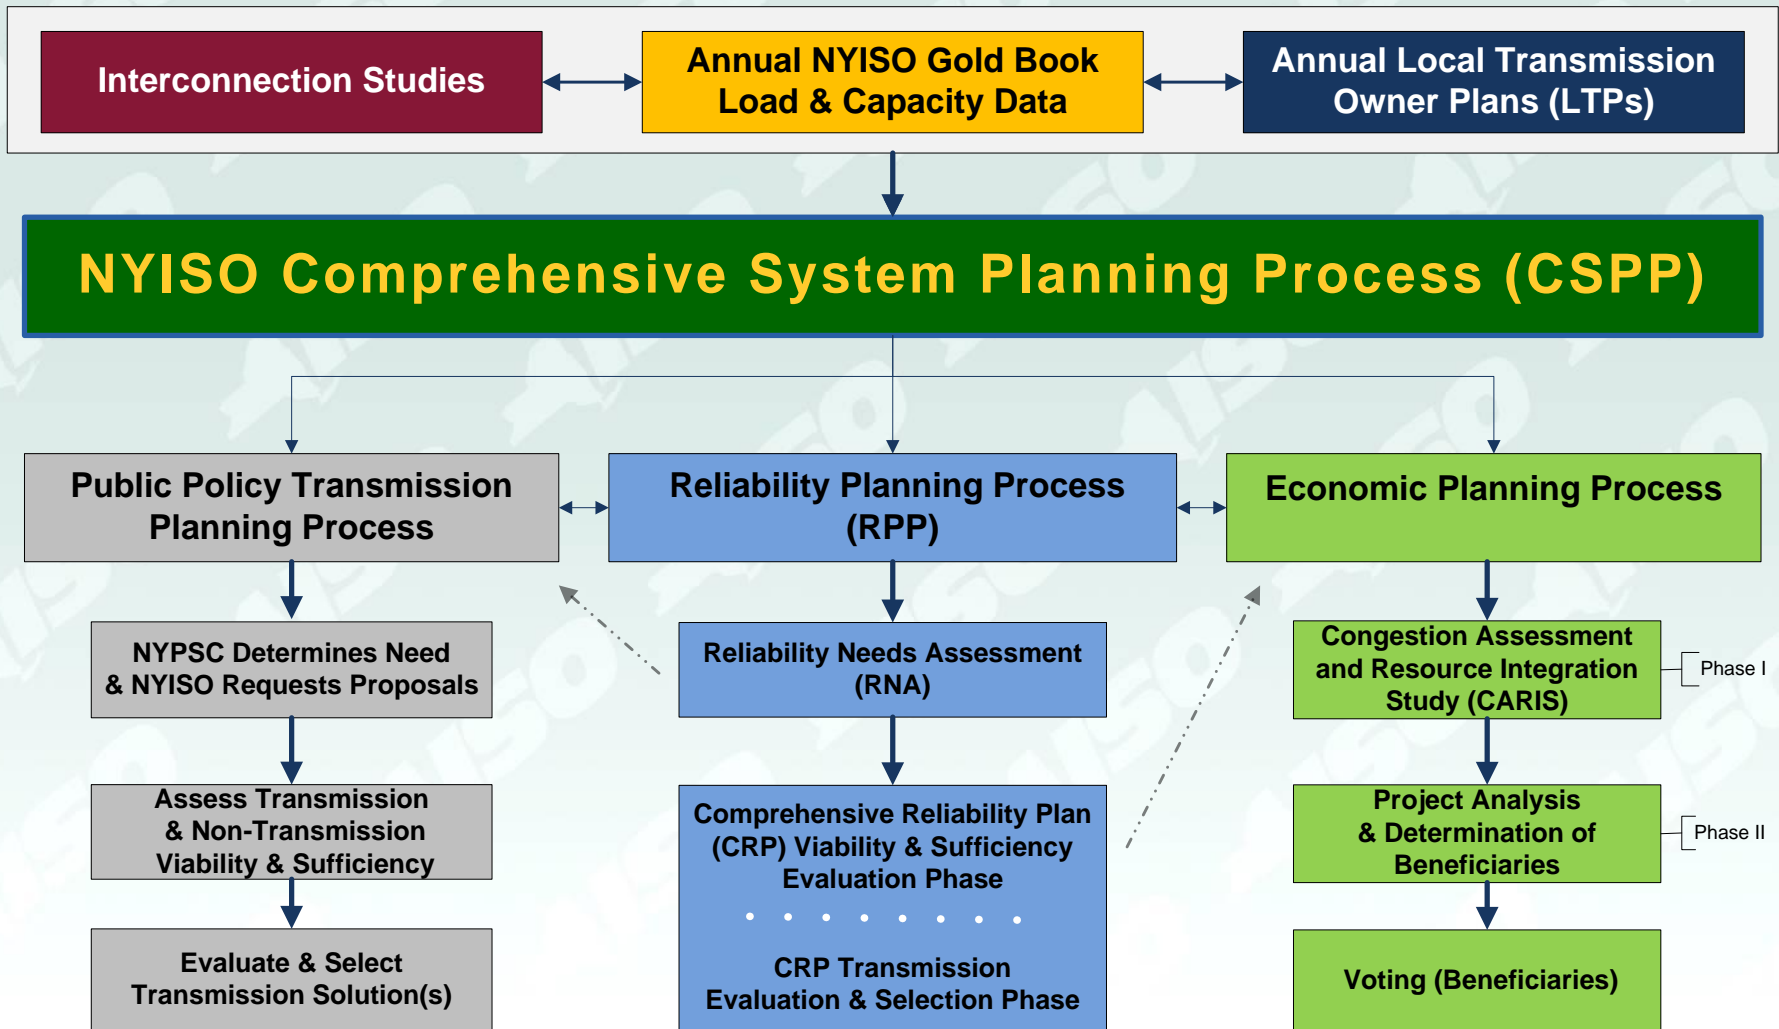 Interconnection Studies
Annual NYISO Gold Book
Load & Capacity Data
Annual Local Transmission
Owner Plans (LTPs)
NYISO Comprehensive System Planning Process (CSPP)
Public Policy Transmission
Planning Process
Reliability Planning Process
(RPP)
Economic Planning Process
NYPSC Determines Need
& NYISO Requests Proposals
Reliability Needs Assessment
(RNA)
Congestion Assessment
and Resource Integration
Study (CARIS)
Phase I
Assess Transmission
& Non-Transmission
Viability & Sufficiency
Comprehensive Reliability Plan
(CRP) Viability & Sufficiency
Evaluation Phase
Project Analysis
& Determination of
Beneficiaries
Phase II
Evaluate & Select
Transmission Solution(s)
CRP Transmission
Evaluation & Selection Phase
Voting (Beneficiaries)